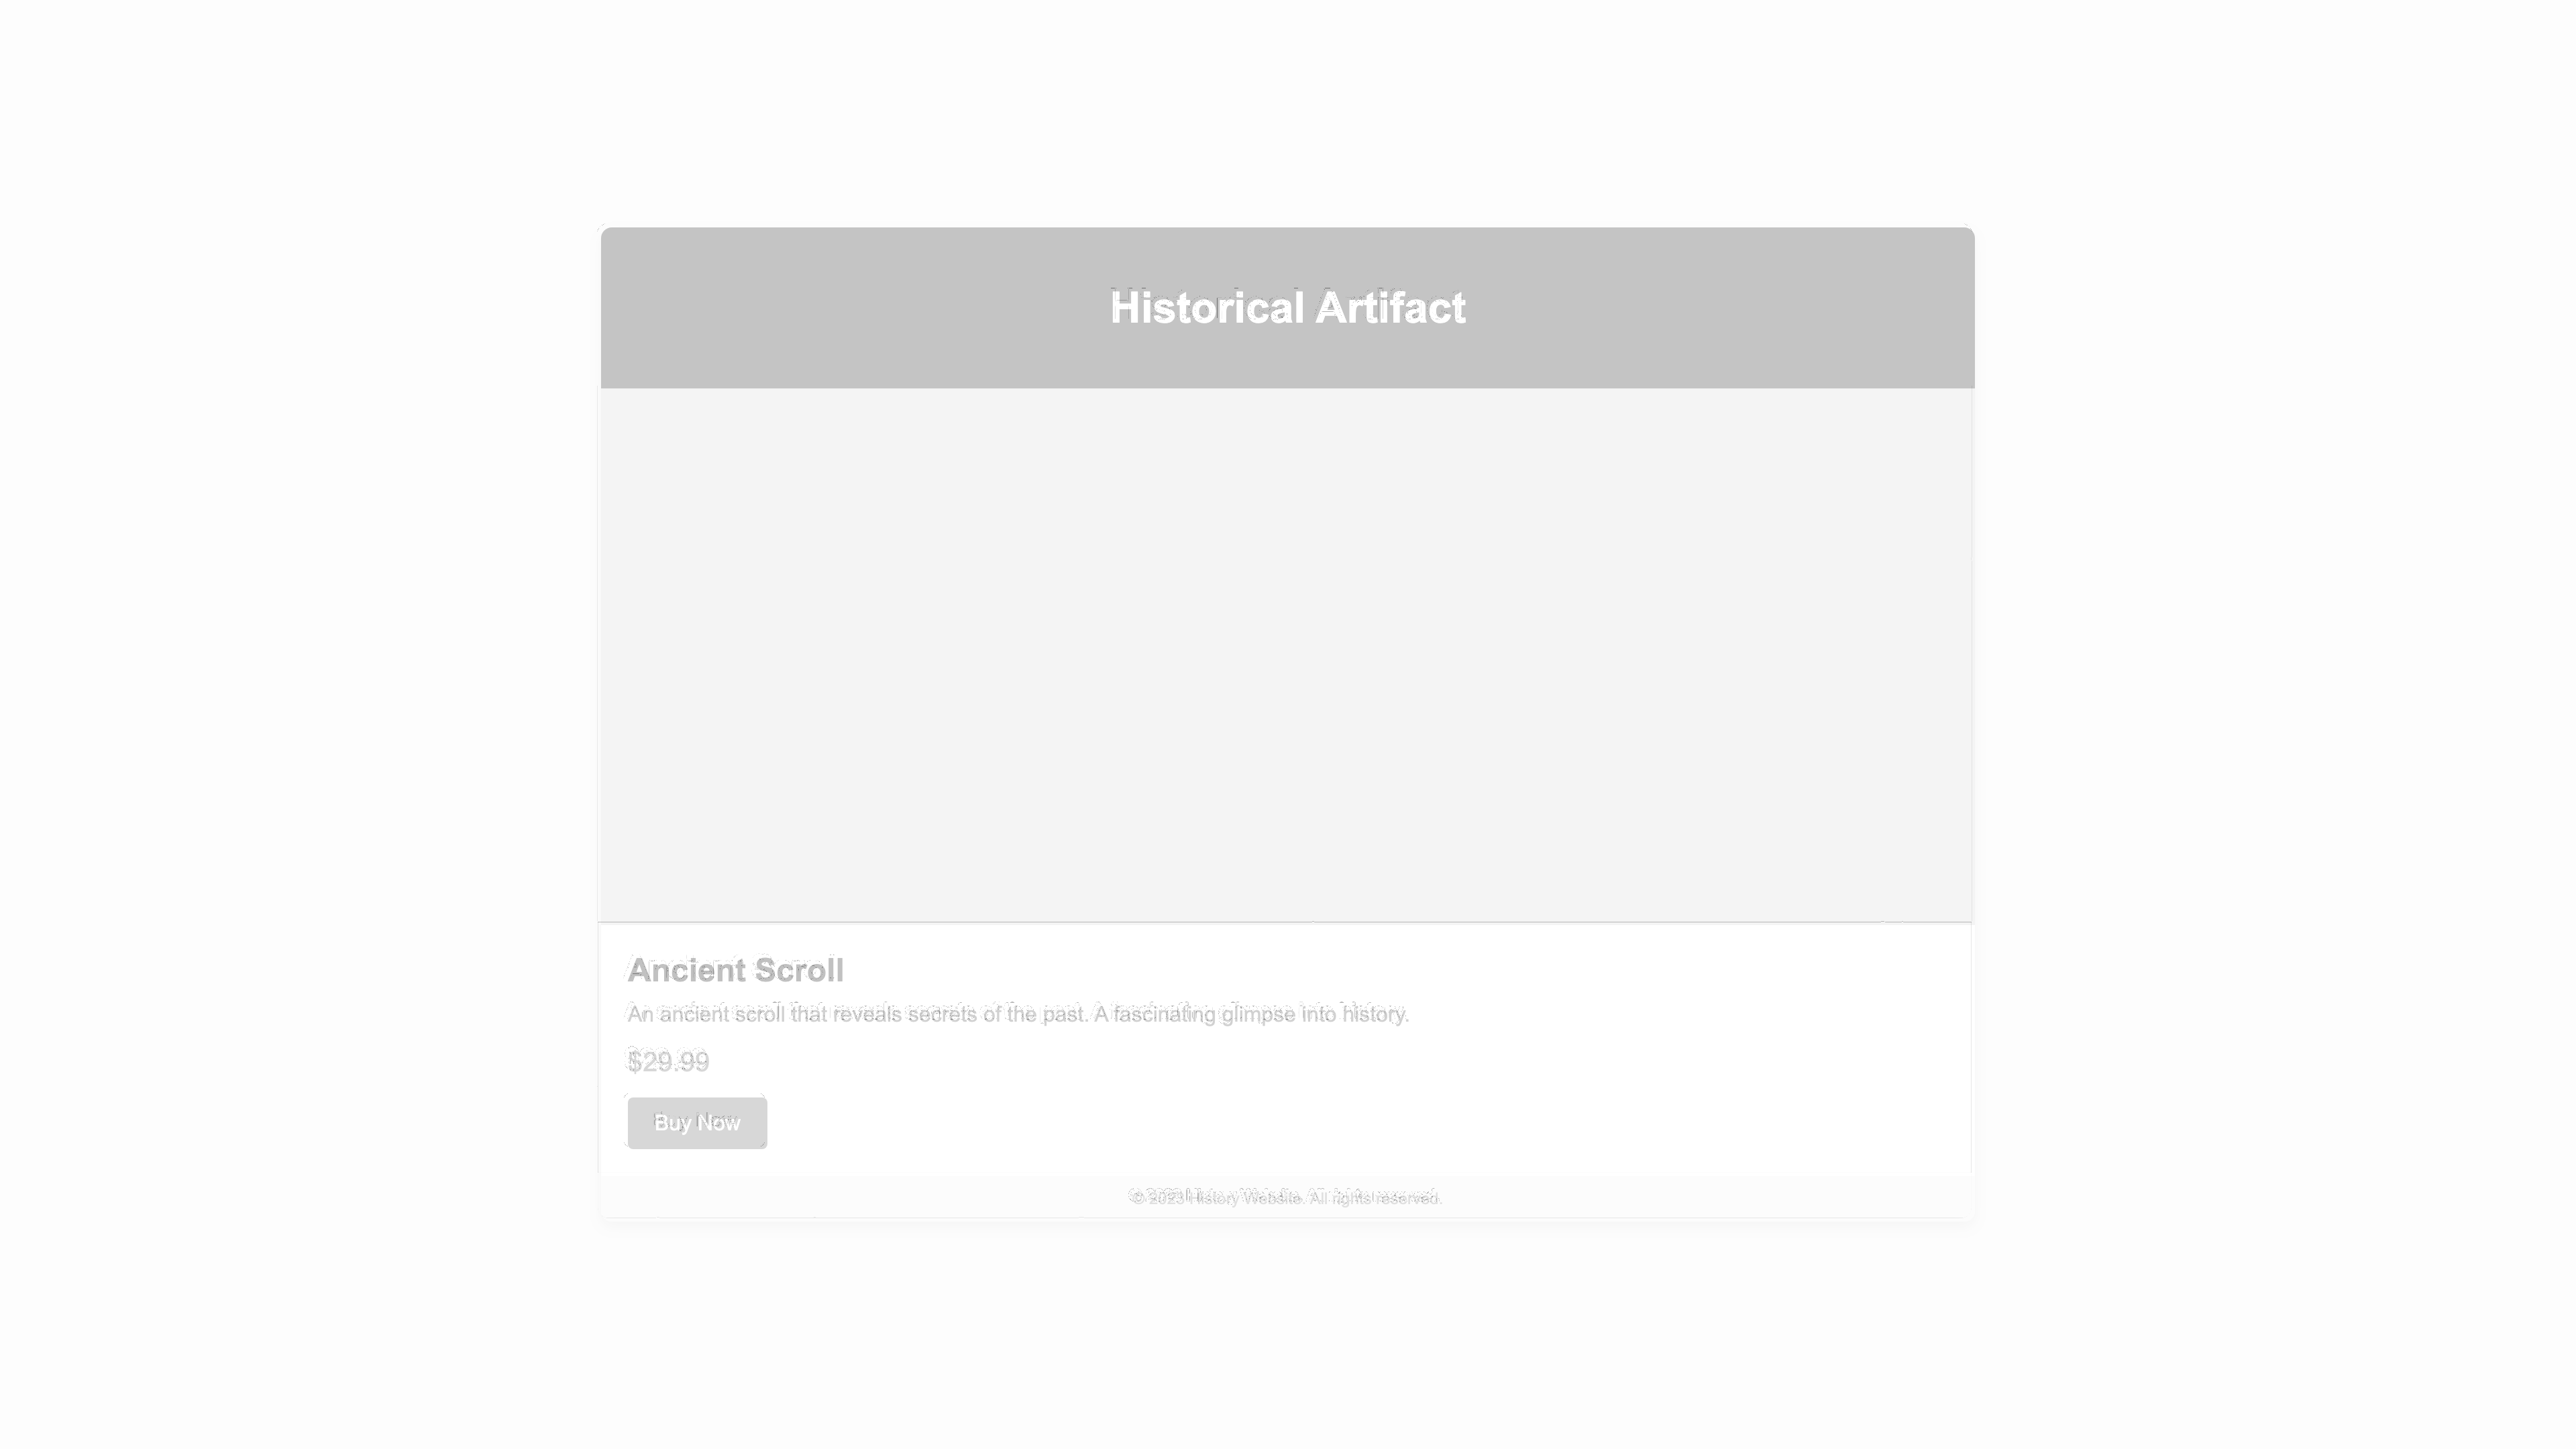 Historical Artifact
Ancient Scroll
An ancient scroll that reveals secrets of the past. A fascinating glimpse into history.
$29.99
Buy Now
© 2023 History Website. All rights reserved.